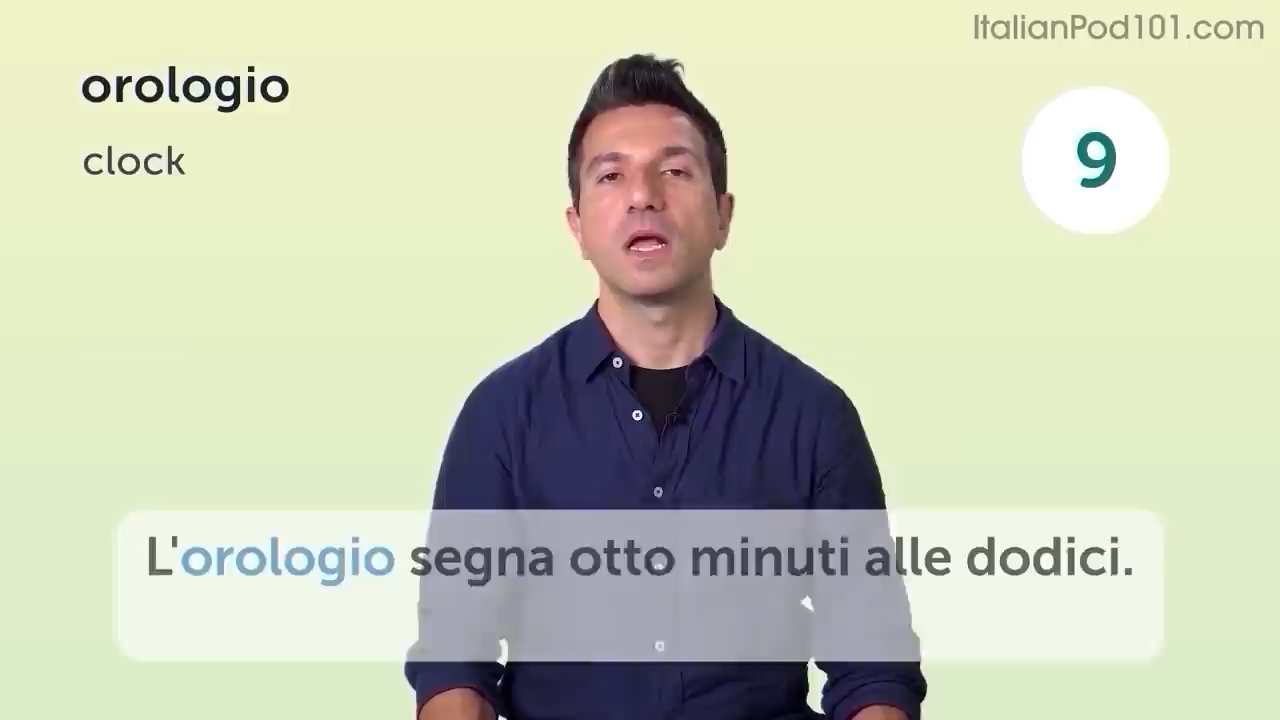 ItalianPod101.com
orologio
clock
9
L'orologio segna otto minuti alle dodici.